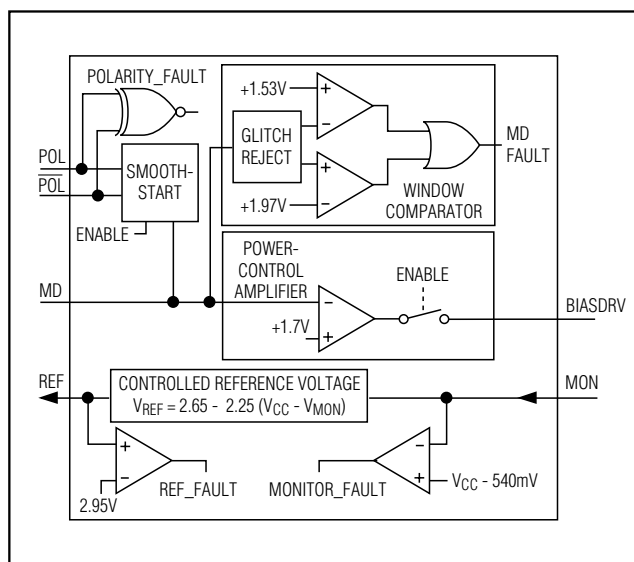 POLARITY_FAULT
+1.53V
+
−
GLITCH
REJECT
MD
FAULT
POL
POL
SMOOTH-
START
+
−
WINDOW
COMPARATOR
+1.97V
ENABLE
POWER-
CONTROL
AMPLIFIER
ENABLE
MD
−
+
+1.7V
BIASDRV
REF
CONTROLLED REFERENCE VOLTAGE
VREF = 2.65 - 2.25 (VCC - VMON)
MON
+
−
2.95V
REF_FAULT
MONITOR_FAULT
−
+
VCC - 540mV